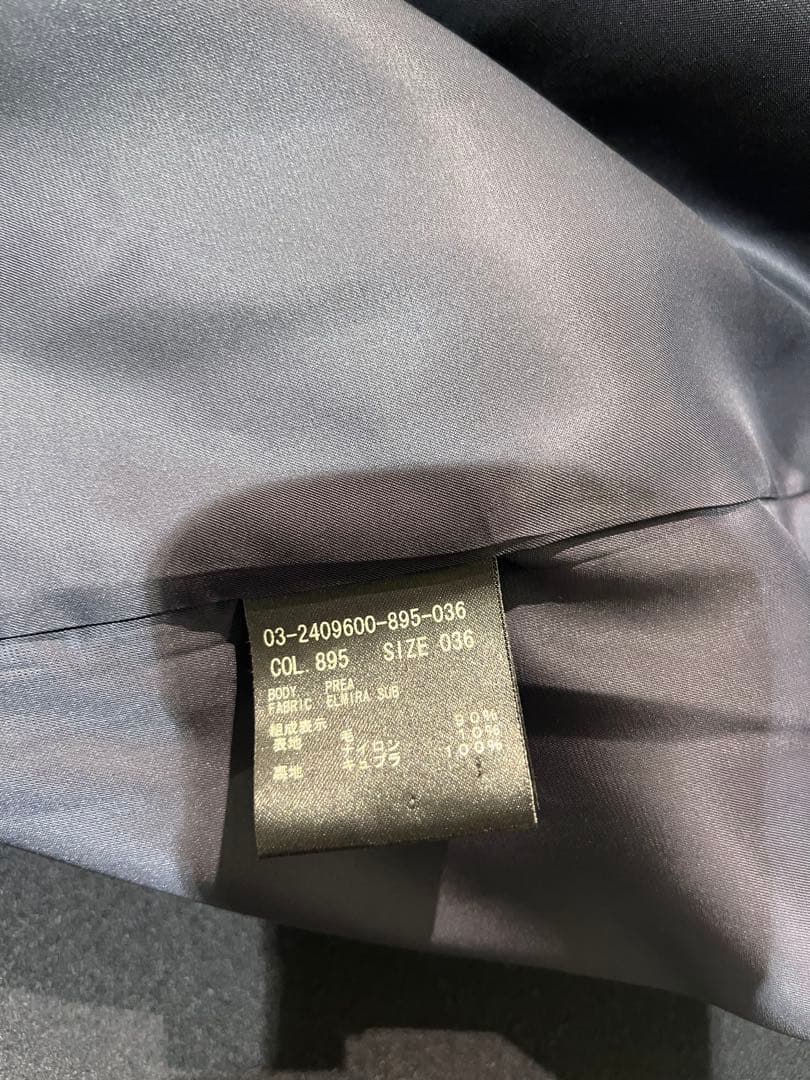 03-2409600-895-036
COL. 895 SIZE 036
BODY PREA
FABRIC ELMIRA SUB
組成表示
表地 毛 90%
ナイロン 10%
裏地 キュプラ 100%